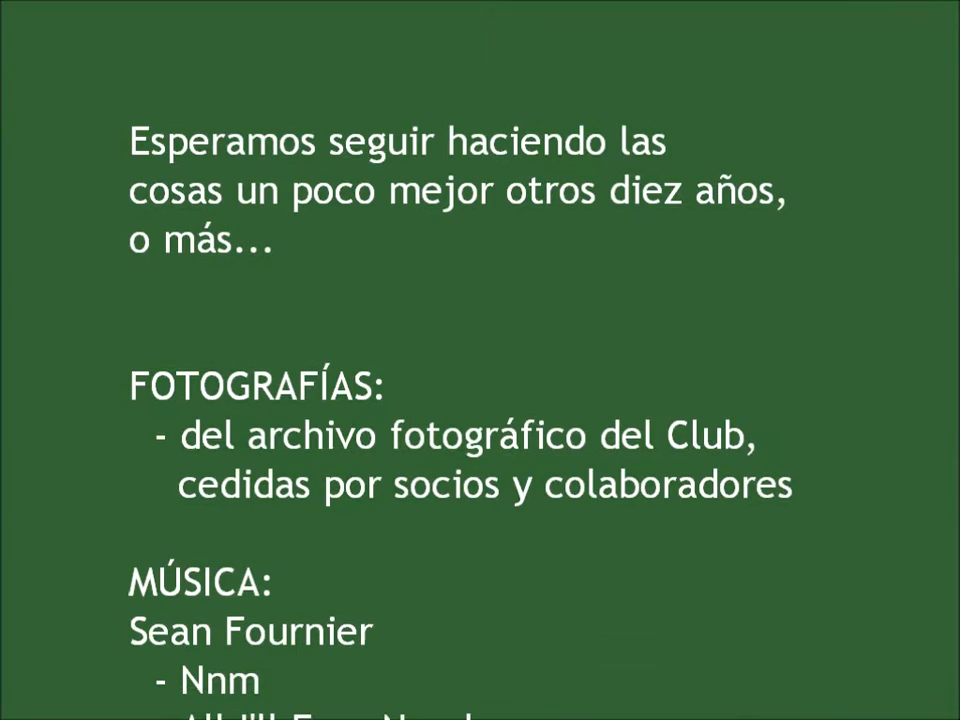 Esperamos seguir haciendo las
cosas un poco mejor otros diez años,
o más...
FOTOGRAFÍAS:
- del archivo fotográfico del Club,
cedidas por socios y colaboradores
MÚSICA:
Sean Fournier
- Nnm